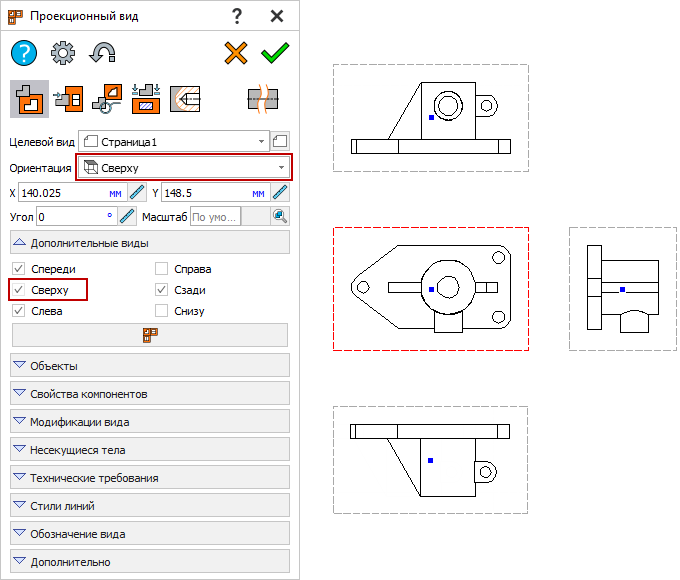 Проекционный вид ? ✕
?
Целевой вид Страница1
Ориентация Сверху
X 140.025 мм Y 148.5 мм
Угол 0 ° Масштаб По умо...
Дополнительные виды
Спереди Справа
Сверху Сзади
Слева Снизу
Объекты
Свойства компонентов
Модификации вида
Несекущиеся тела
Технические требования
Стили линий
Обозначение вида
Дополнительно